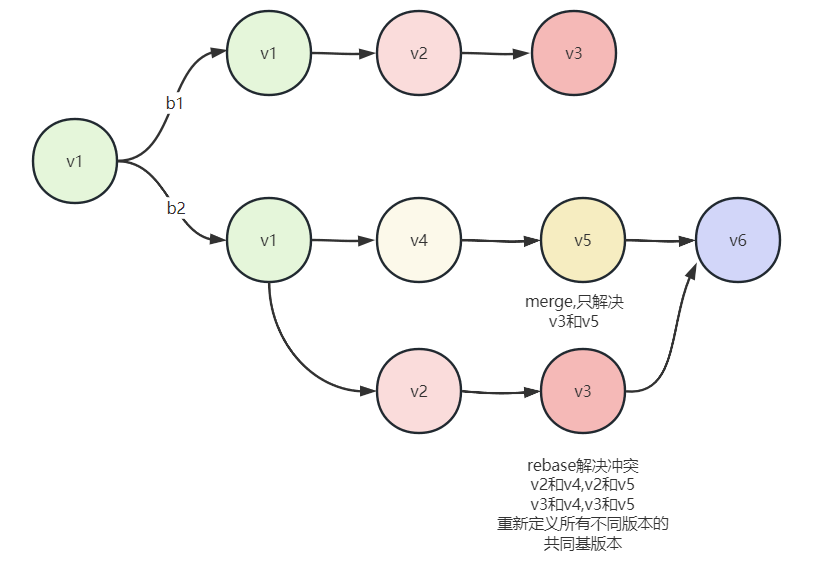 v1
v2
v3
b1
v1
b2
v1
v4
v5
v6
merge,只解决
v3和v5
v2
v3
rebase解决冲突
v2和v4,v2和v5
v3和v4,v3和v5
重新定义所有不同版本的
共同基版本